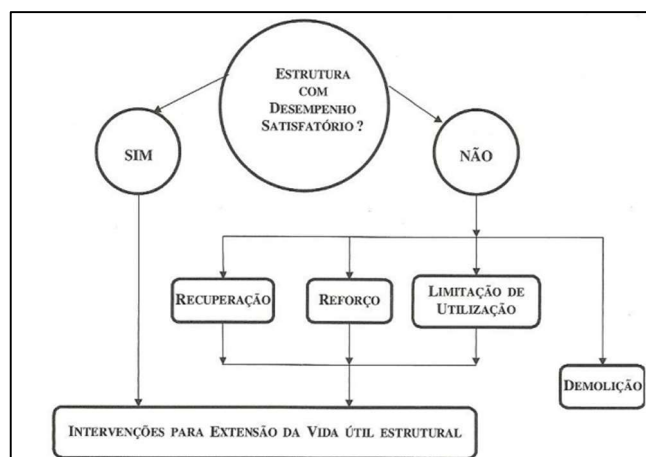 ESTRUTURA
COM
DESEMPENHO
SATISFATÓRIO ?
SIM
NÃO
RECUPERAÇÃO
REFORÇO
LIMITAÇÃO DE
UTILIZAÇÃO
DEMOLIÇÃO
INTERVENÇÕES PARA EXTENSÃO DA VIDA ÚTIL ESTRUTURAL